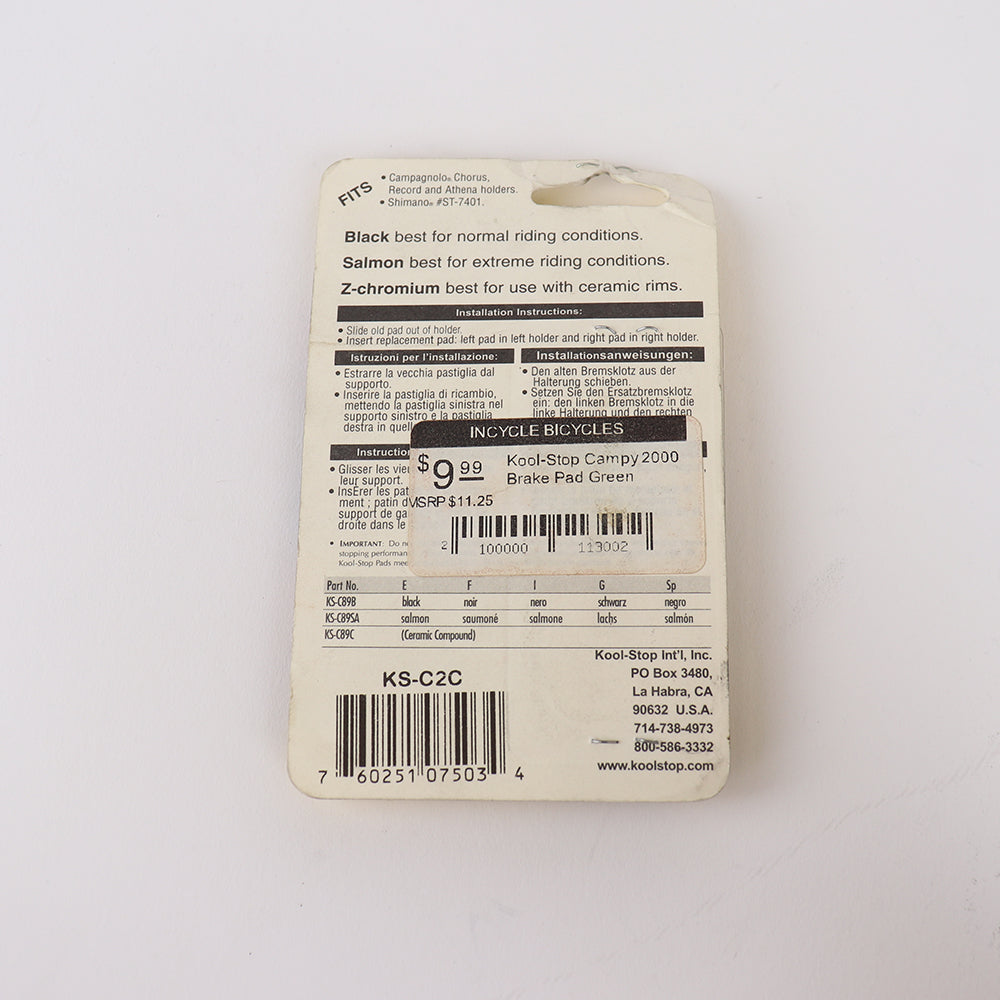 FITS
• Campagnolo® Chorus,
Record and Athena holders.
• Shimano® #ST-7401.
Black best for normal riding conditions.
Salmon best for extreme riding conditions.
Z-chromium best for use with ceramic rims.
Installation Instructions:
• Slide old pad out of holder.
• Insert replacement pad: left pad in left holder and right pad in right holder.
Istruzioni per l'installazione:
• Estrarre la vecchia pastiglia dal
supporto.
• Inserire la pastiglia di ricambio,
mettendo la pastiglia sinistra nel
supporto sinistro e la pastiglia
destra in quell
Installationsanweisungen:
• Den alten Bremsklotz aus der
Halterung schieben.
• Setzen Sie den Ersatzbremsklotz
ein: den linken Bremsklotz in die
linke Halterung und den rechten
INCYCLE BICYCLES
$9.99
Kool-Stop Campy 2000
Brake Pad Green
MSRP $11.25
2 100000 113002
• Glisser les
leur support.
• InsÉrer les
ment ; patin
support de
droite dans le
• IMPORTANT: Do
stopping
Kool-Stop Pads
Part No. E F I G Sp
KS-C89B black noir nero schwarz negro
KS-C89SA salmon saumoné salmone lachs salmón
KS-C89C (Ceramic Compound)
KS-C2C
7 60251 07503 4
Kool-Stop Int'l, Inc.
PO Box 3480,
La Habra, CA
90632 U.S.A.
714-738-4973
800-586-3332
www.koolstop.com